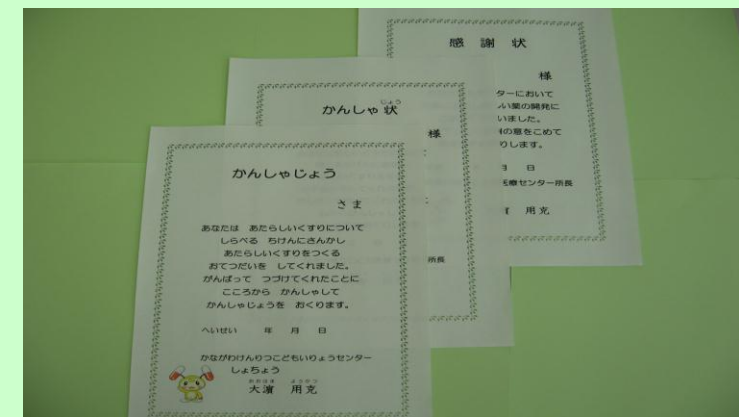 感謝状
様
ターにおいて
い薬の開発に
いました。
の意をこめて
りします。
日
療センター所長
用充
じょう
かんしゃ状
様
所長
かんしゃじょう
さま
あなたは あたらしいくすりについて
しらべる ちけんにさんかし
あたらしいくすりをつくる
おてつだいを してくれました。
がんばって つづけてくれたことに
こころから かんしゃして
かんしゃじょうを おくります。
へいせい 年 月 日
かながわけんりつこどもいりょうセンター
しょちょう
大濱 用充